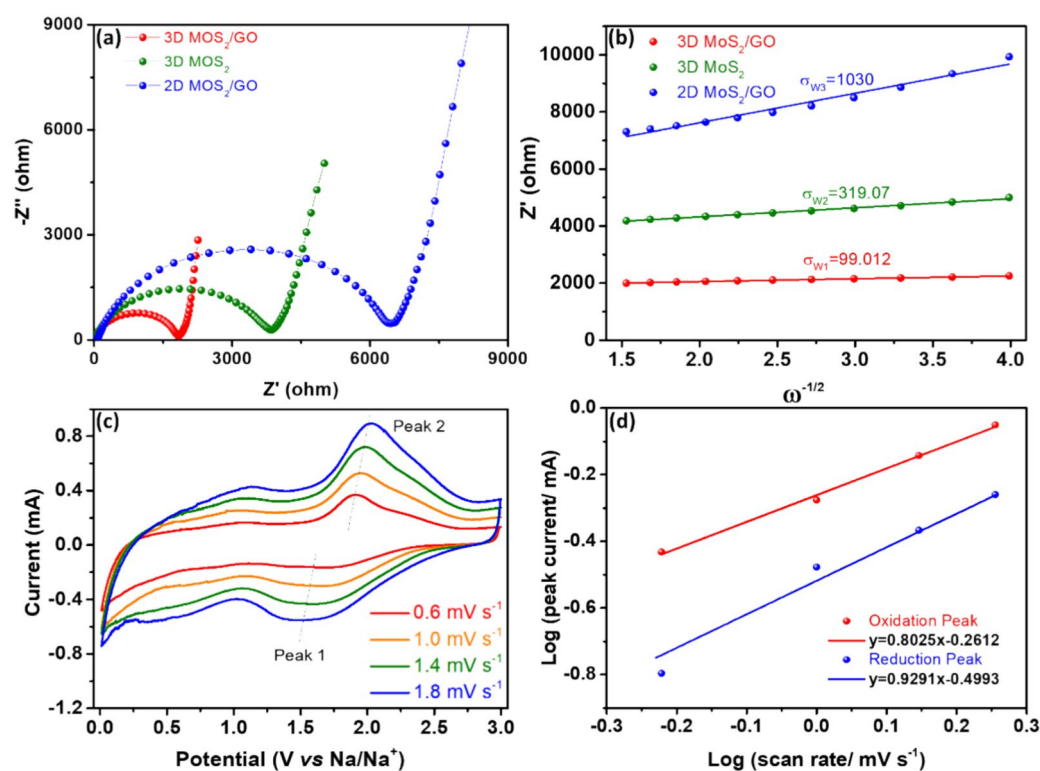 (a)
3D MOS₂/GO
3D MOS₂
2D MOS₂/GO
9000
6000
3000
0
-Z'' (ohm)
0 3000 6000 9000
Z' (ohm)
(b)
3D MoS₂/GO
3D MoS₂
2D MoS₂/GO
σW3=1030
σW2=319.07
σW1=99.012
10000
8000
6000
4000
2000
0
Z' (ohm)
1.5 2.0 2.5 3.0 3.5 4.0
ω⁻¹/²
(c)
Peak 2
Peak 1
0.6 mV s⁻¹
1.0 mV s⁻¹
1.4 mV s⁻¹
1.8 mV s⁻¹
0.8
0.4
0.0
-0.4
-0.8
-1.2
Current (mA)
0.0 0.5 1.0 1.5 2.0 2.5 3.0
Potential (V vs Na/Na⁺)
(d)
Oxidation Peak
y=0.8025x-0.2612
Reduction Peak
y=0.9291x-0.4993
0.0
-0.2
-0.4
-0.6
-0.8
Log (peak current/ mA)
-0.3 -0.2 -0.1 0.0 0.1 0.2 0.3
Log (scan rate/ mV s⁻¹)